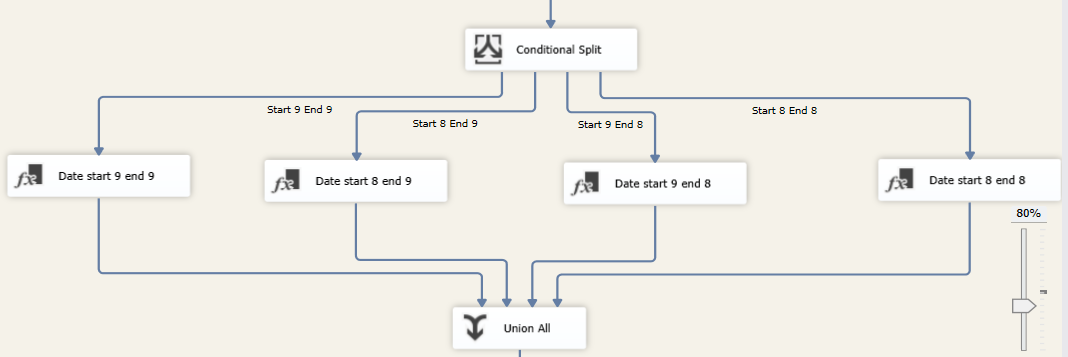 Conditional Split
Start 9 End 9
Start 8 End 9
Start 9 End 8
Start 8 End 8
Date start 9 end 9
Date start 8 end 9
Date start 9 end 8
Date start 8 end 8
80%
Union All